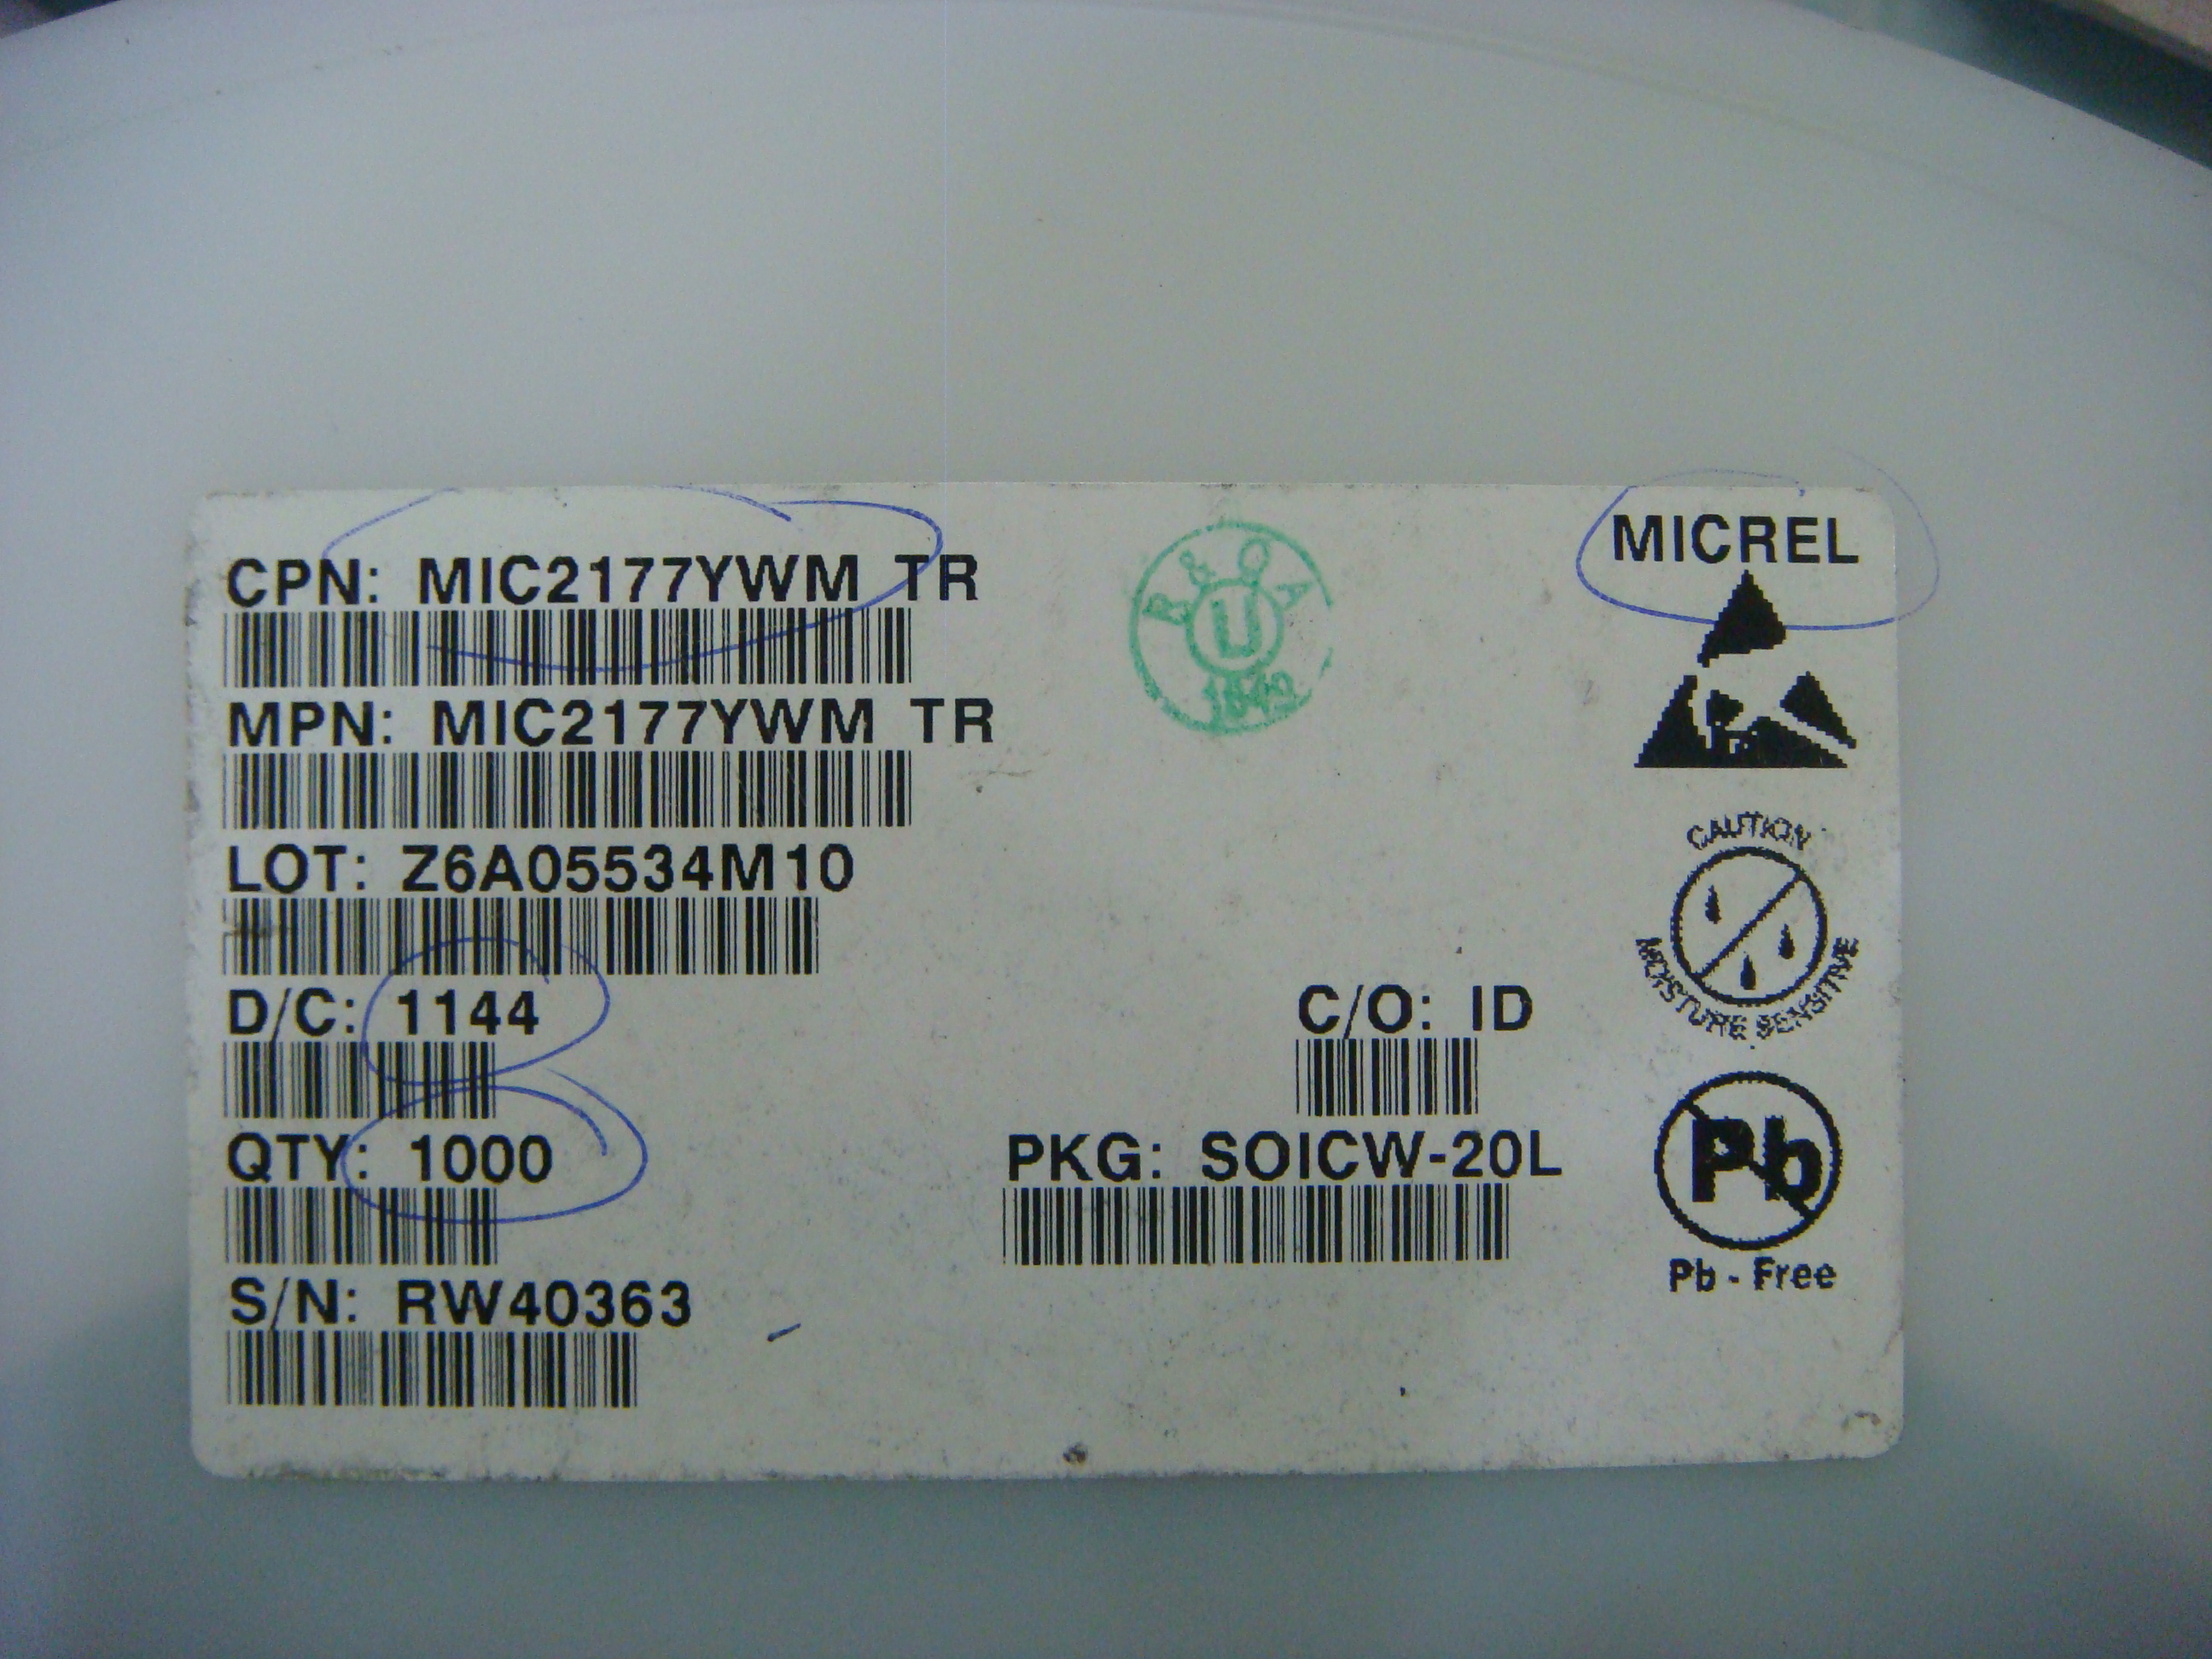 CPN: MIC2177YWM TR
MPN: MIC2177YWM TR
LOT: Z6A05534M10
D/C: 1144
QTY: 1000
S/N: RW40363
U
MICREL
CAUTION
MOISTURE SENSITIVE
C/O: ID
PKG: SOICW-20L
Pb
Pb - Free